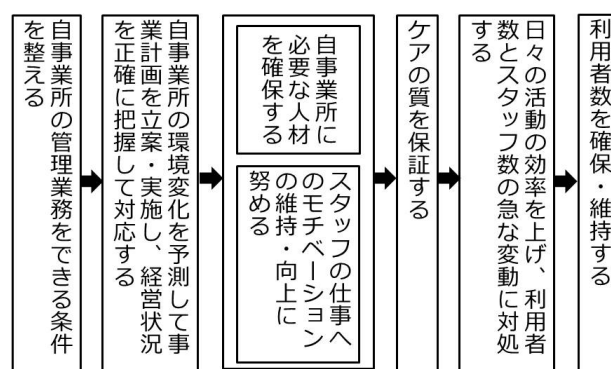 自事業所の管理業務をできる条件
を整える
自事業所の環境変化を予測して事
業計画を立案・実施し、経営状況
を正確に把握して対応する
自事業所に
必要な人材
を確保する
スタッフの仕事へ
のモチベーション
の維持・向上に
努める
ケアの質を保証する
日々の活動の効率を上げ、利用者
数とスタッフ数の急な変動に対処
する
利用者数を確保・維持する